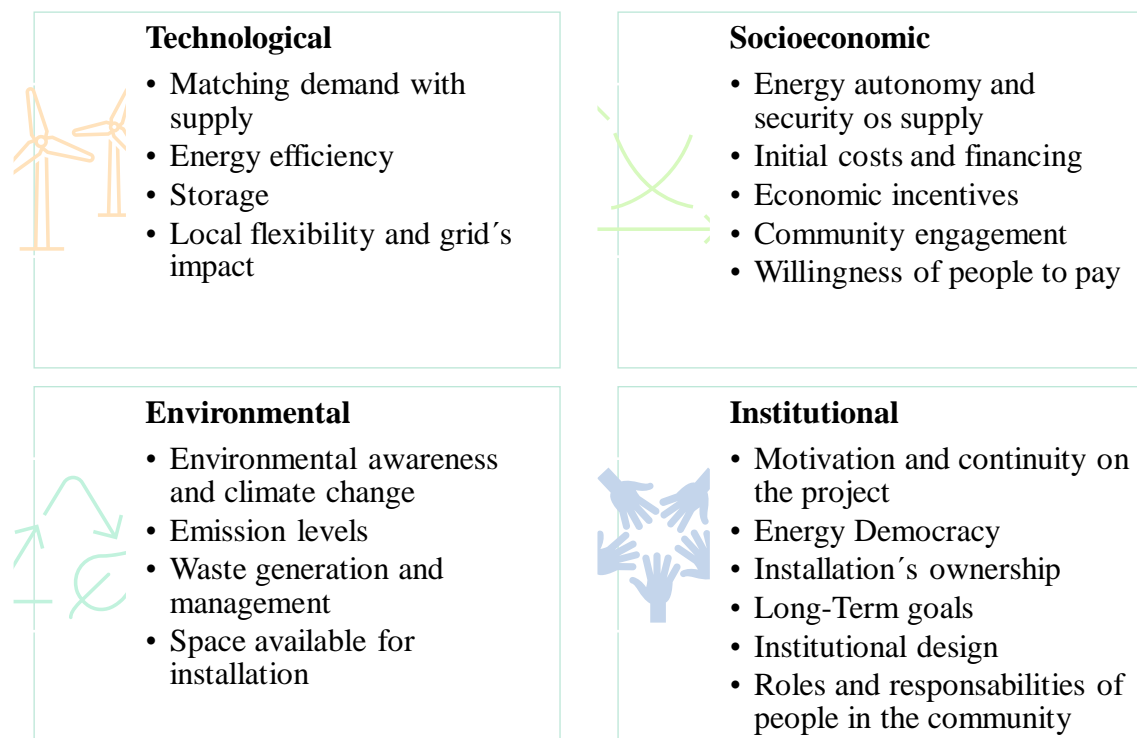 Technological
• Matching demand with
supply
• Energy efficiency
• Storage
• Local flexibility and grid´s
impact
Socioeconomic
• Energy autonomy and
security os supply
• Initial costs and financing
• Economic incentives
• Community engagement
• Willingness of people to pay
Environmental
• Environmental awareness
and climate change
• Emission levels
• Waste generation and
management
• Space available for
installation
Institutional
• Motivation and continuity on
the project
• Energy Democracy
• Installation´s ownership
• Long-Term goals
• Institutional design
• Roles and responsabilities of
people in the community